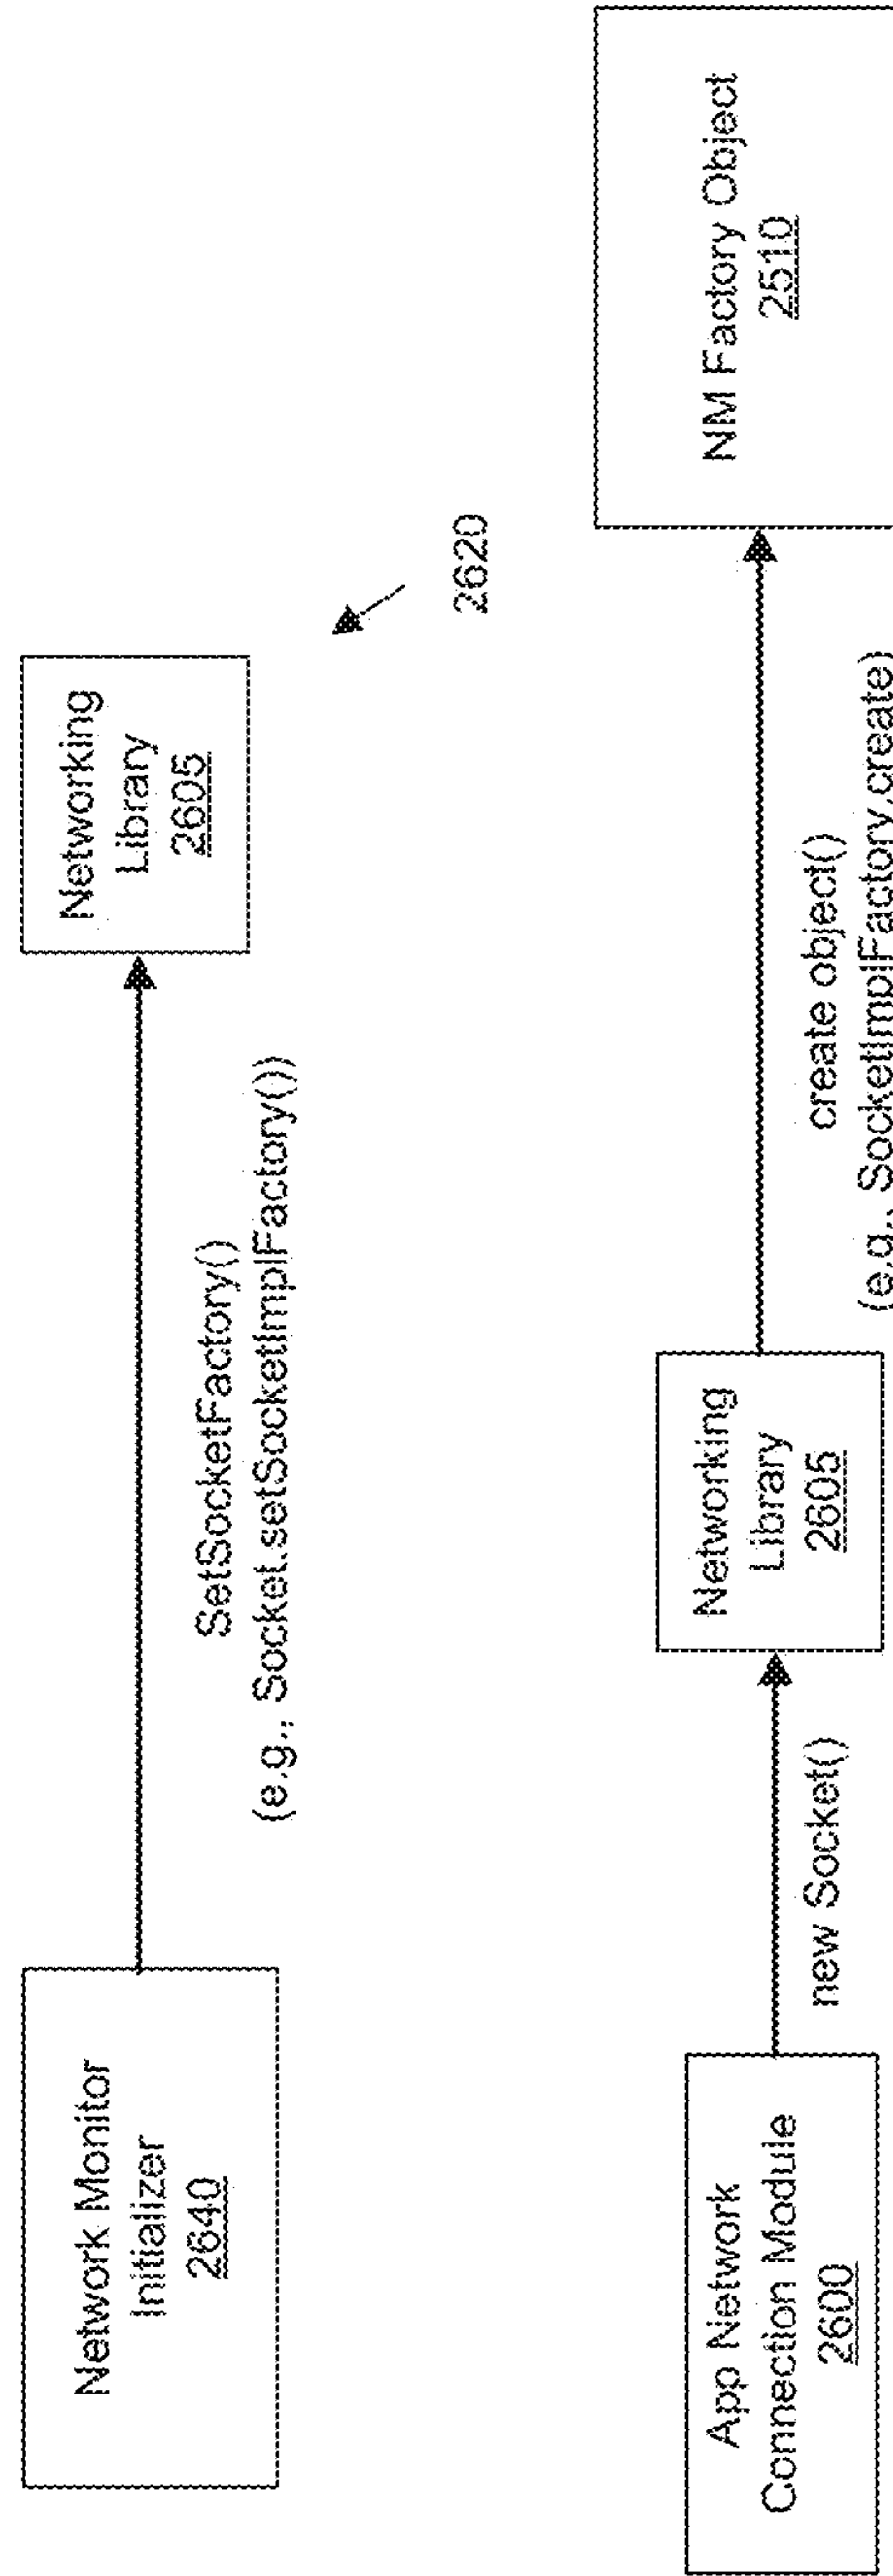 Network Monitor
Initializer
2640
SetSocketFactory()
(e.g., Socket.setSocketImplFactory())
Networking
Library
2605
2620
App Network
Connection Module
2600
new Socket()
Networking
Library
2605
create object()
(e.g., SocketImplFactory.create)
NM Factory Object
2510